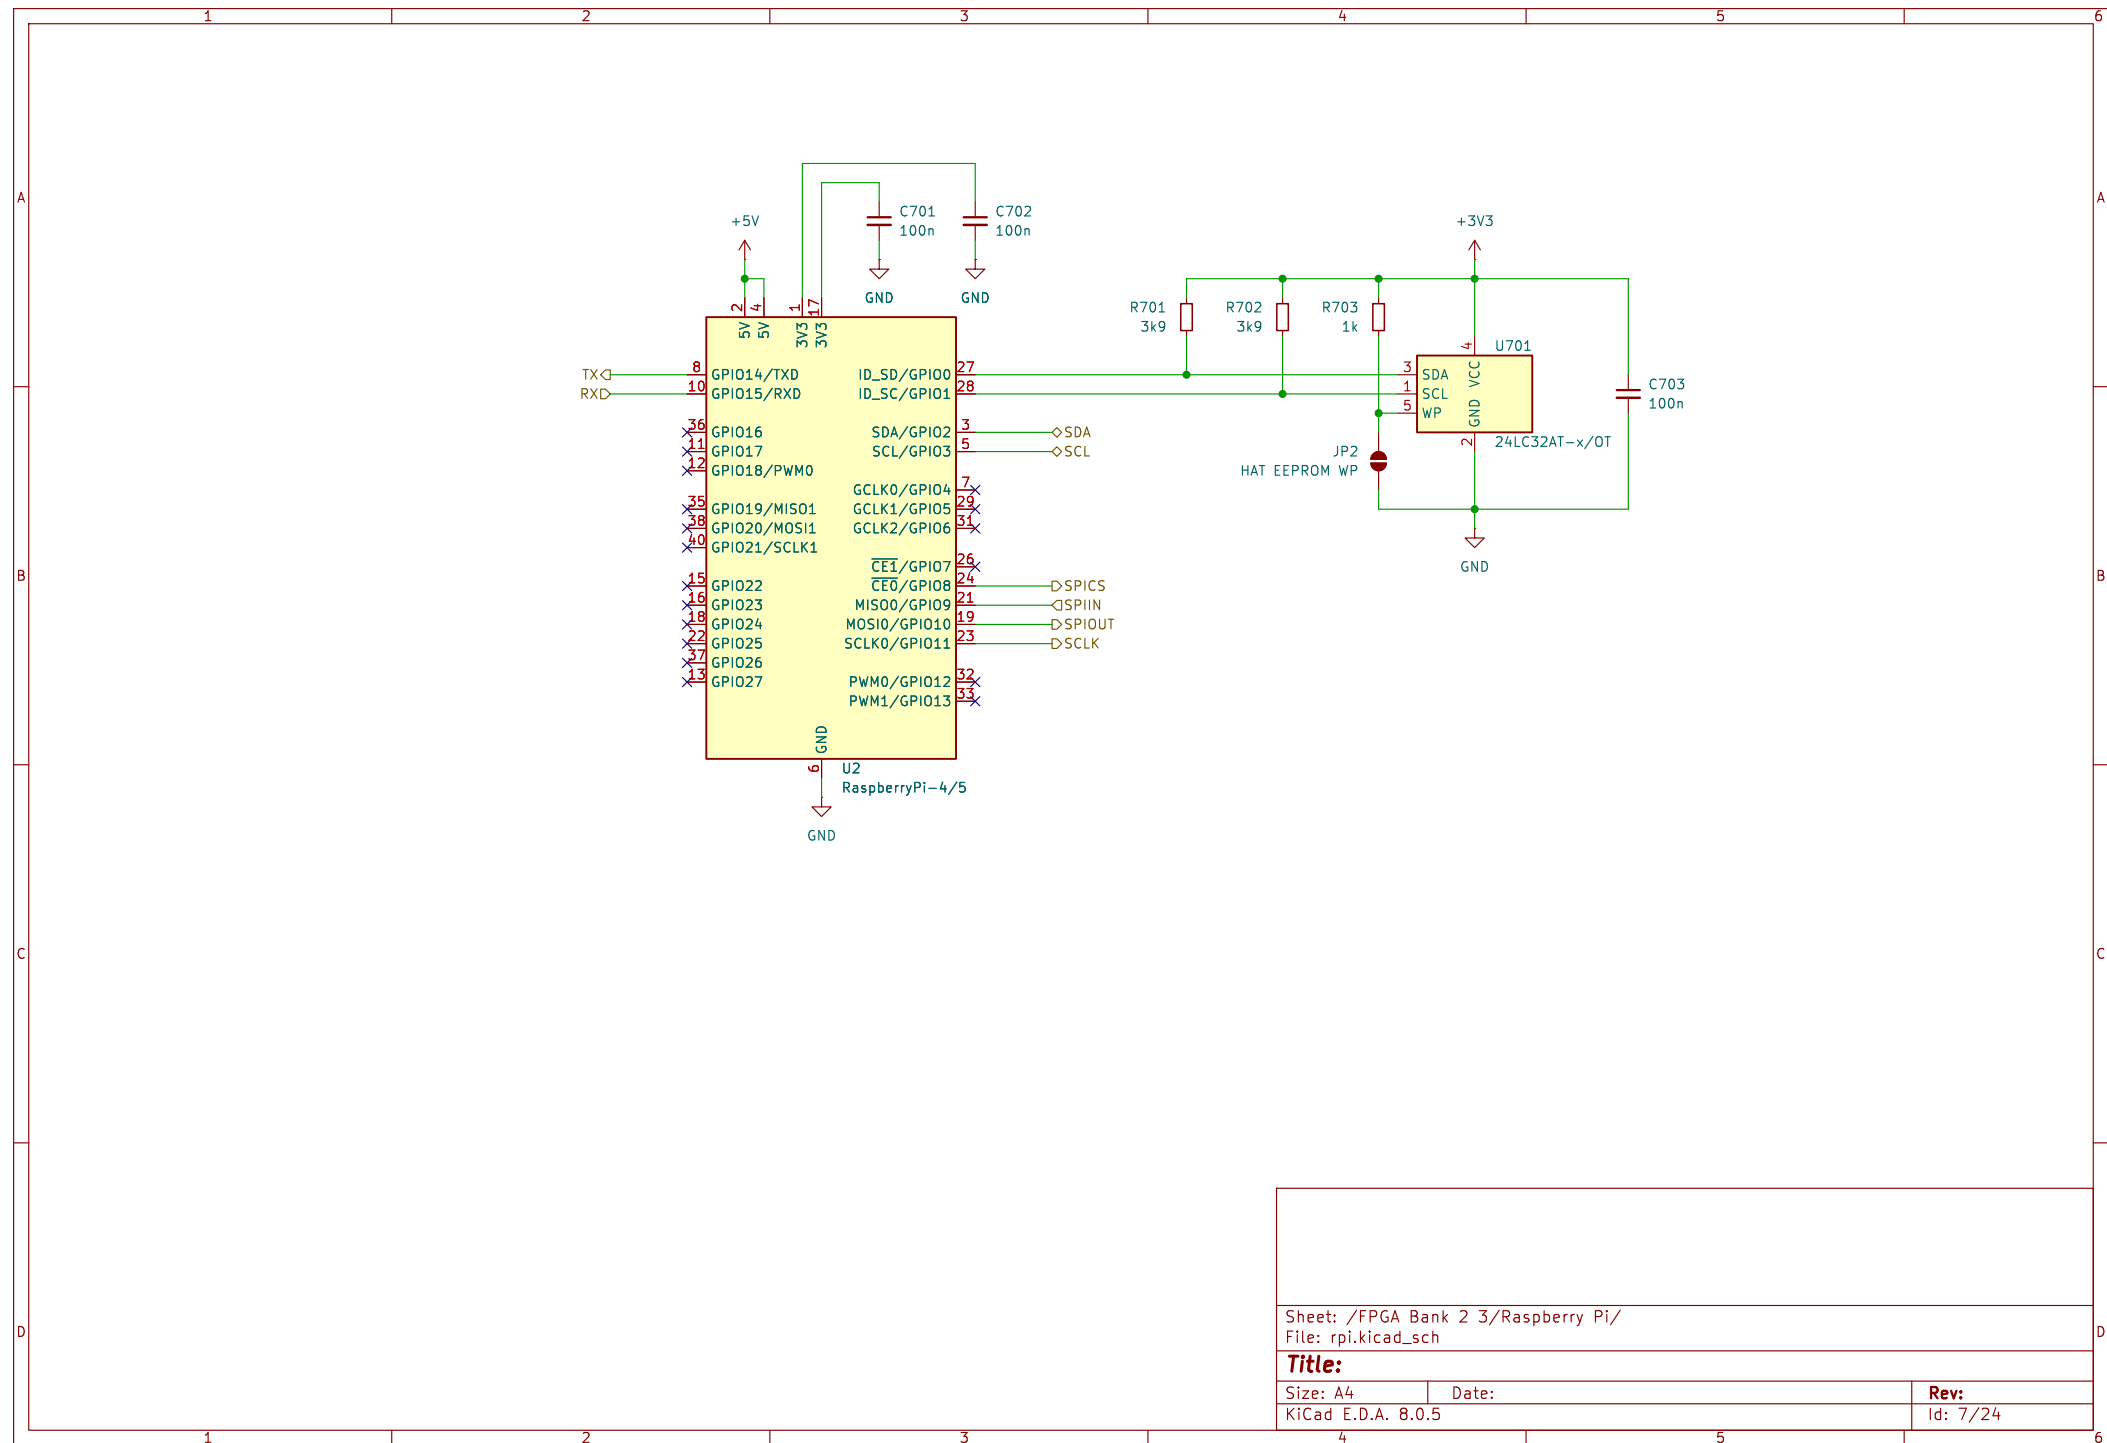 1 2 3 4 5 6
A A
B B
C C
D D
+5V
C701
100n
C702
100n
GND GND
2 4 1 17
5V 5V 3V3 3V3
TX 8 GPIO14/TXD
RX 10 GPIO15/RXD
36 GPIO16
11 GPIO17
12 GPIO18/PWM0
35 GPIO19/MISO1
38 GPIO20/MOSI1
40 GPIO21/SCLK1
15 GPIO22
16 GPIO23
18 GPIO24
22 GPIO25
37 GPIO26
13 GPIO27
ID_SD/GPIO0 27
ID_SC/GPIO1 28
SDA/GPIO2 3 SDA
SCL/GPIO3 5 SCL
GCLK0/GPIO4 7
GCLK1/GPIO5 29
GCLK2/GPIO6 31
CE1/GPIO7 26
CE0/GPIO8 24 SPICS
MISO0/GPIO9 21 SPIIN
MOSI0/GPIO10 19 SPIOUT
SCLK0/GPIO11 23 SCLK
PWM0/GPIO12 32
PWM1/GPIO13 33
GND
6
U2
RaspberryPi-4/5
GND
+3V3
R701
3k9
R702
3k9
R703
1k
4 U701
3 SDA VCC
1 SCL
5 WP GND
2 24LC32AT-x/OT
C703
100n
JP2
HAT EEPROM WP
GND
Sheet: /FPGA Bank 2 3/Raspberry Pi/
File: rpi.kicad_sch
Title:
Size: A4 Date: Rev:
KiCad E.D.A. 8.0.5 Id: 7/24
1 2 3 4 5 6